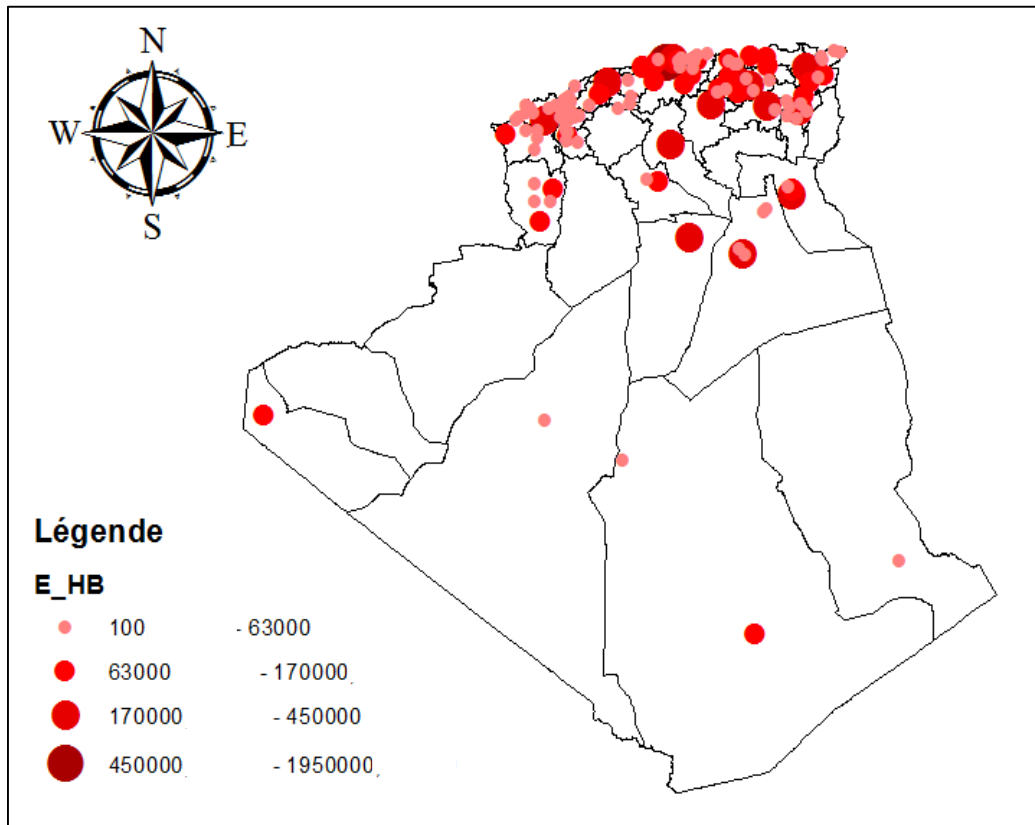 N
W E
S
Légende
E_HB
100 - 63000
63000 - 170000,
170000, - 450000
450000, - 1950000,